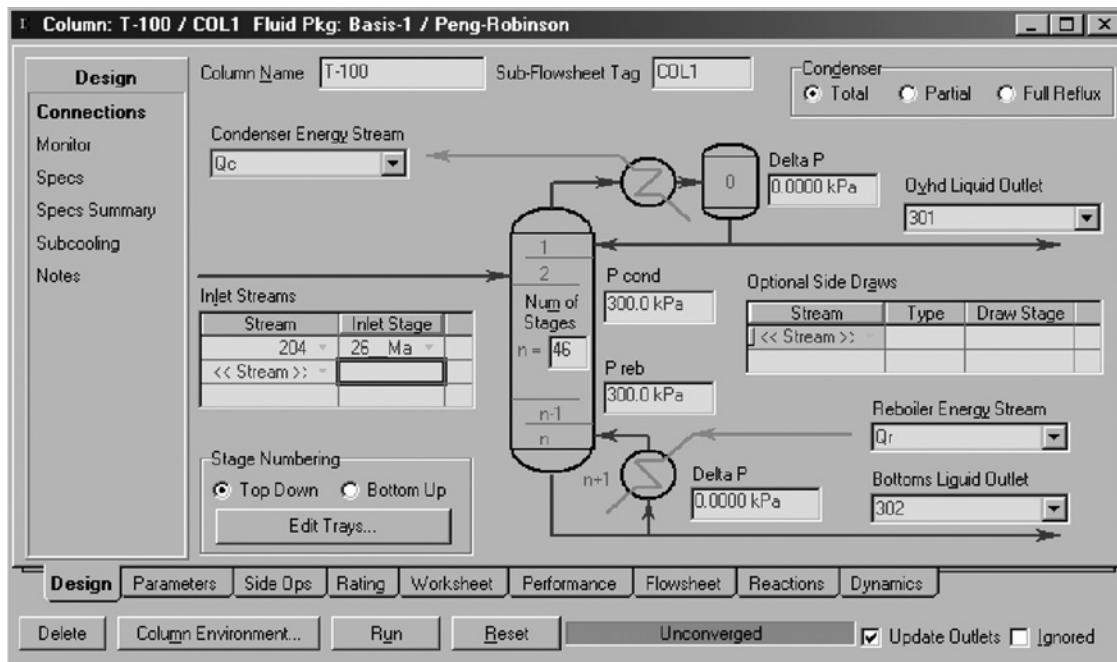 Column: T-100 / COL1 Fluid Pkg: Basis-1 / Peng-Robinson
Design
Connections
Monitor
Specs
Specs Summary
Subcooling
Notes
Column Name T-100
Sub-Flowsheet Tag COL1
Condenser
Total Partial Full Reflux
Condenser Energy Stream
Qc
0
Delta P
0.0000 kPa
Ovhd Liquid Outlet
301
Inlet Streams
Stream Inlet Stage
204 26__Ma
<< Stream >>
1
2
Num of
Stages
n = 46
n-1
n
n+1
P cond
300.0 kPa
P reb
300.0 kPa
Optional Side Draws
Stream Type Draw Stage
<< Stream >>
Stage Numbering
Top Down Bottom Up
Edit Trays...
Delta P
0.0000 kPa
Reboiler Energy Stream
Qr
Bottoms Liquid Outlet
302
Design Parameters Side Ops Rating Worksheet Performance Flowsheet Reactions Dynamics
Delete Column Environment... Run Reset Unconverged Update Outlets Ignored